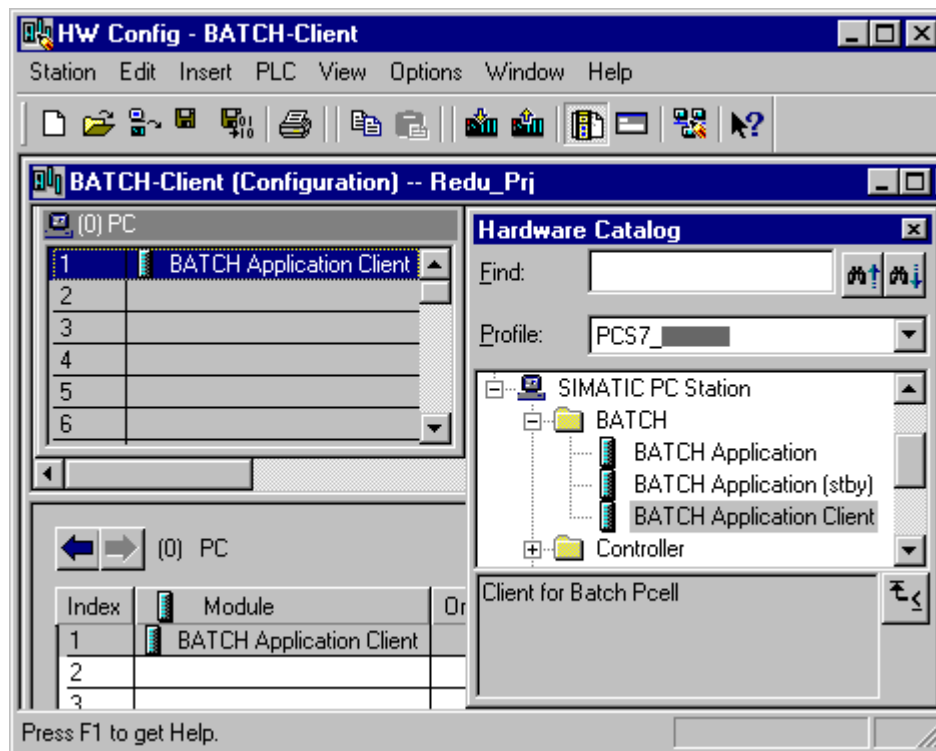 HW Config - BATCH-Client
Station Edit Insert PLC View Options Window Help
BATCH-Client (Configuration) -- Redu_Prj
(0) PC
1 BATCH Application Client
2
3
4
5
6
Hardware Catalog
Find:
Profile: PCS7_
SIMATIC PC Station
BATCH
BATCH Application
BATCH Application (stby)
BATCH Application Client
Controller
Client for Batch Pcell
(0) PC
Index Module Or
1 BATCH Application Client
2
3
Press F1 to get Help.